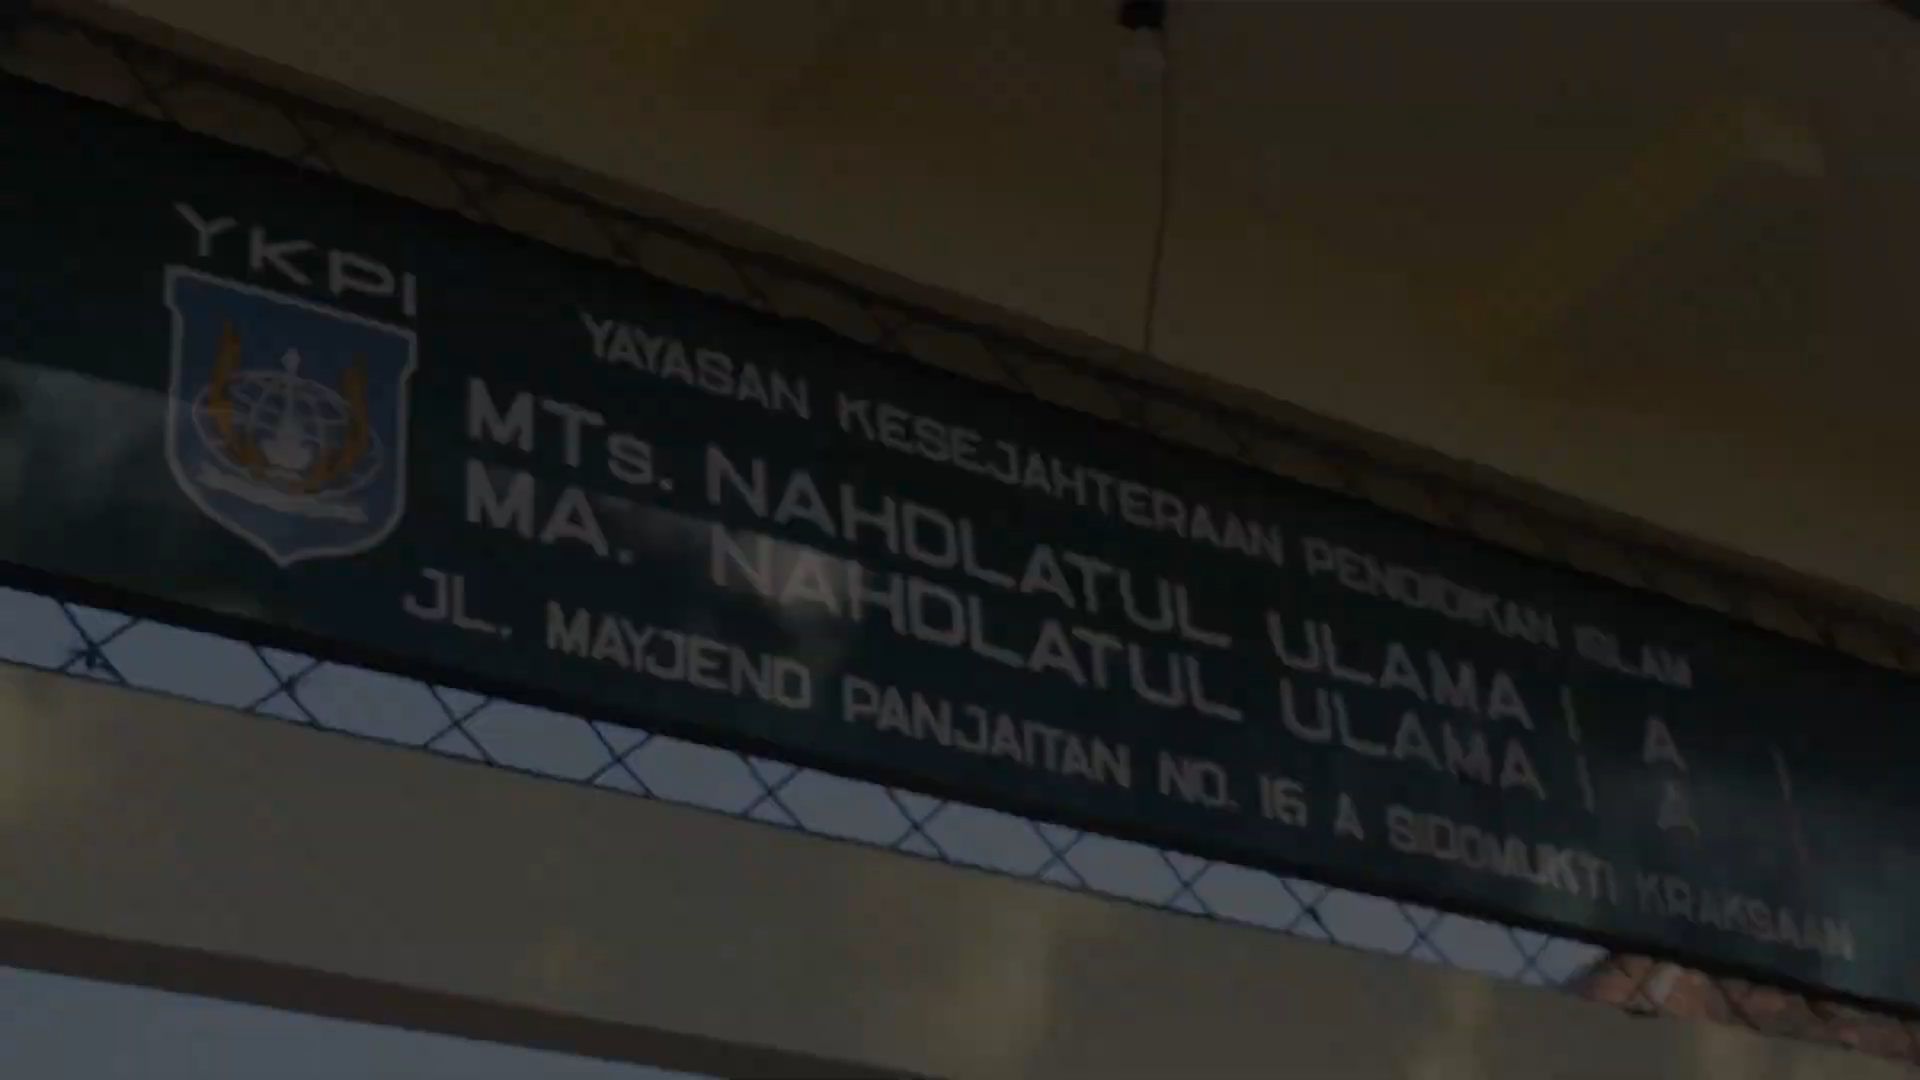 YKPI
YAYASAN KESEJAHTERAAN PENDIDIKAN ISLAM
MTs. NAHDLATUL ULAMA ( A )
MA. NAHDLATUL ULAMA ( A )
JL. MAYJEND PANJAITAN NO. 16 A SIDOMUKTI KRAKSAAN